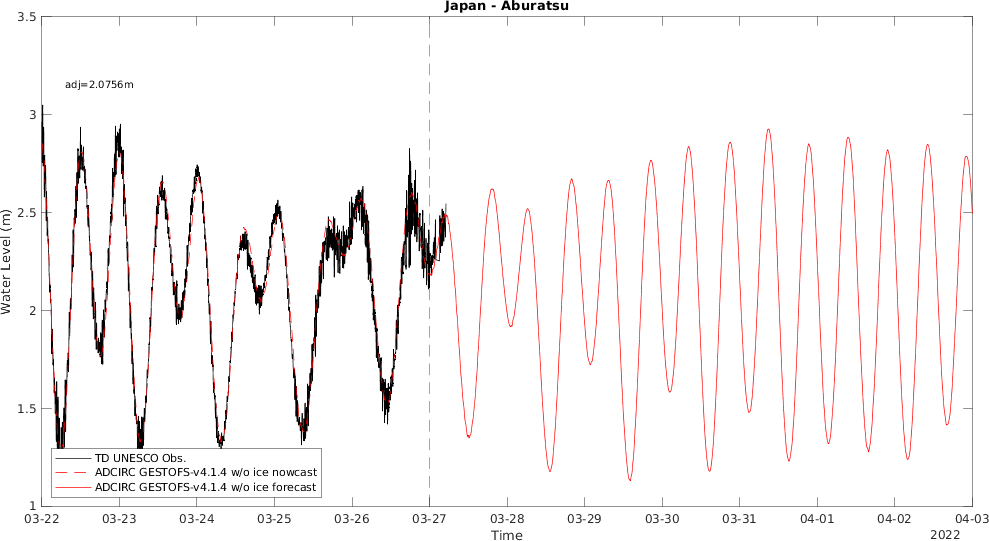 Japan - Aburatsu
3.5
adj=2.0756m
3
2.5
Water Level (m)
2
1.5
TD UNESCO Obs.
ADCIRC GESTOFS-v4.1.4 w/o ice nowcast
ADCIRC GESTOFS-v4.1.4 w/o ice forecast
1
03-22 03-23 03-24 03-25 03-26 03-27 03-28 03-29 03-30 03-31 04-01 04-02 04-03
Time
2022